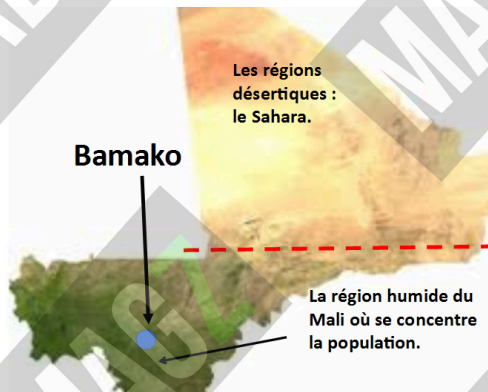 Les régions
désertiques :
le Sahara.
Bamako
La région humide du
Mali où se concentre
la population.